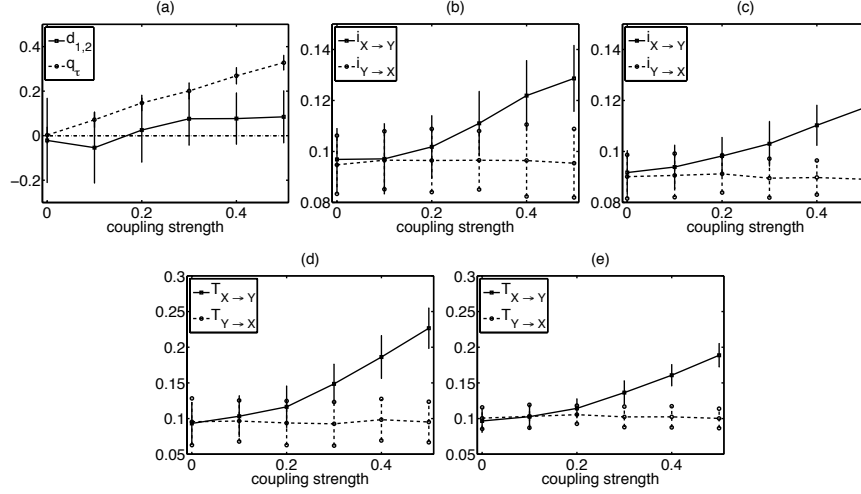 (a)
d1,2
qτ
0.4
0.2
0
−0.2
0
0.2
0.4
coupling strength
(b)
iX → Y
iY → X
0.14
0.12
0.1
0.08
0
0.2
0.4
coupling strength
(c)
iX → Y
iY → X
0.14
0.12
0.1
0.08
0
0.2
0.4
coupling strength
(d)
TX → Y
TY → X
0.3
0.25
0.2
0.15
0.1
0.05
0
0.2
0.4
coupling strength
(e)
TX → Y
TY → X
0.3
0.25
0.2
0.15
0.1
0.05
0
0.2
0.4
coupling strength